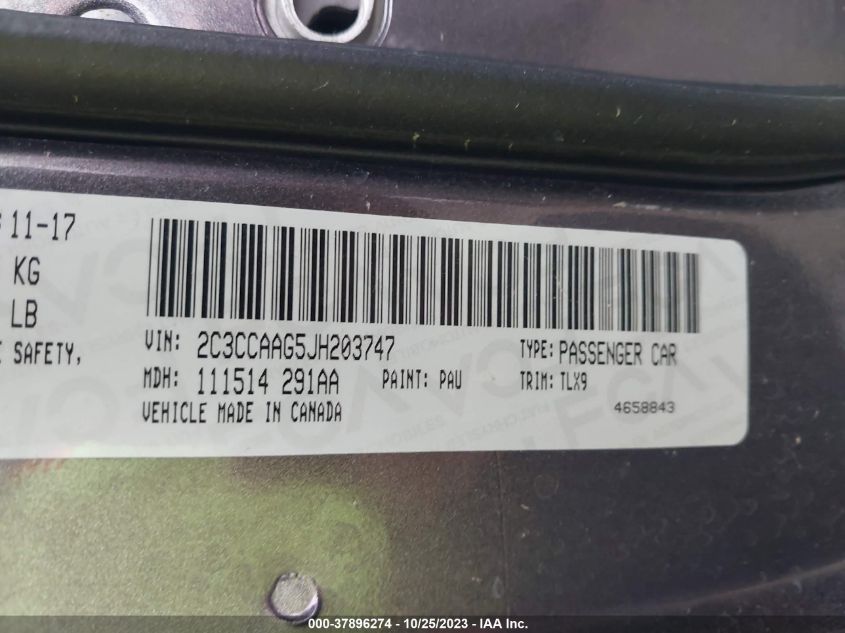 11-17
KG
LB
SAFETY,
VIN: 2C3CCAAG5JH203747 TYPE: PASSENGER CAR
MDH: 111514 291AA PAINT: PAU TRIM: TLX9
VEHICLE MADE IN CANADA 4658843
000-37896274 - 10/25/2023 - IAA Inc.